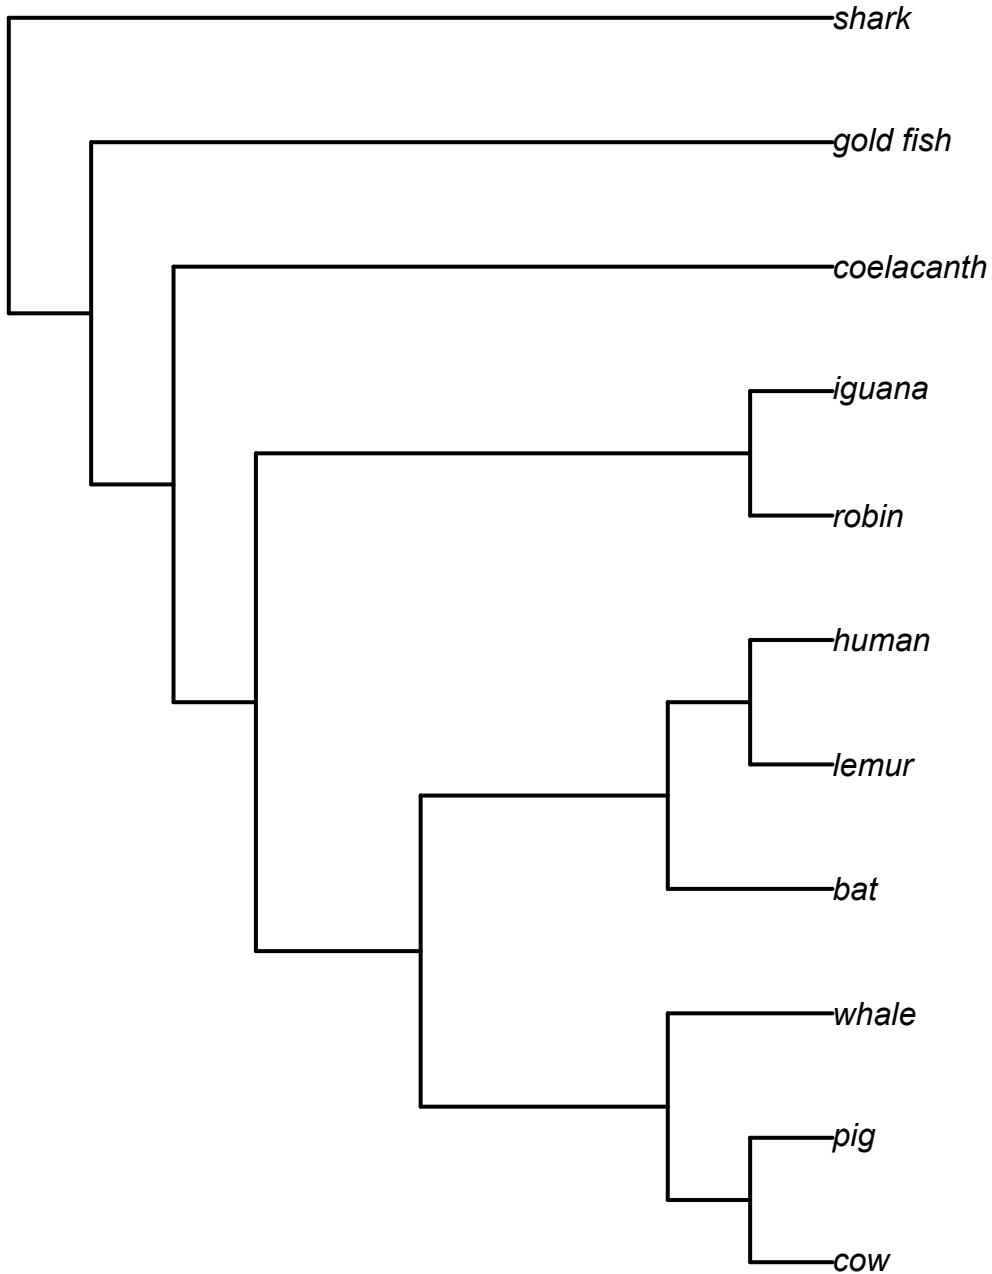 shark
gold fish
coelacanth
iguana
robin
human
lemur
bat
whale
pig
cow